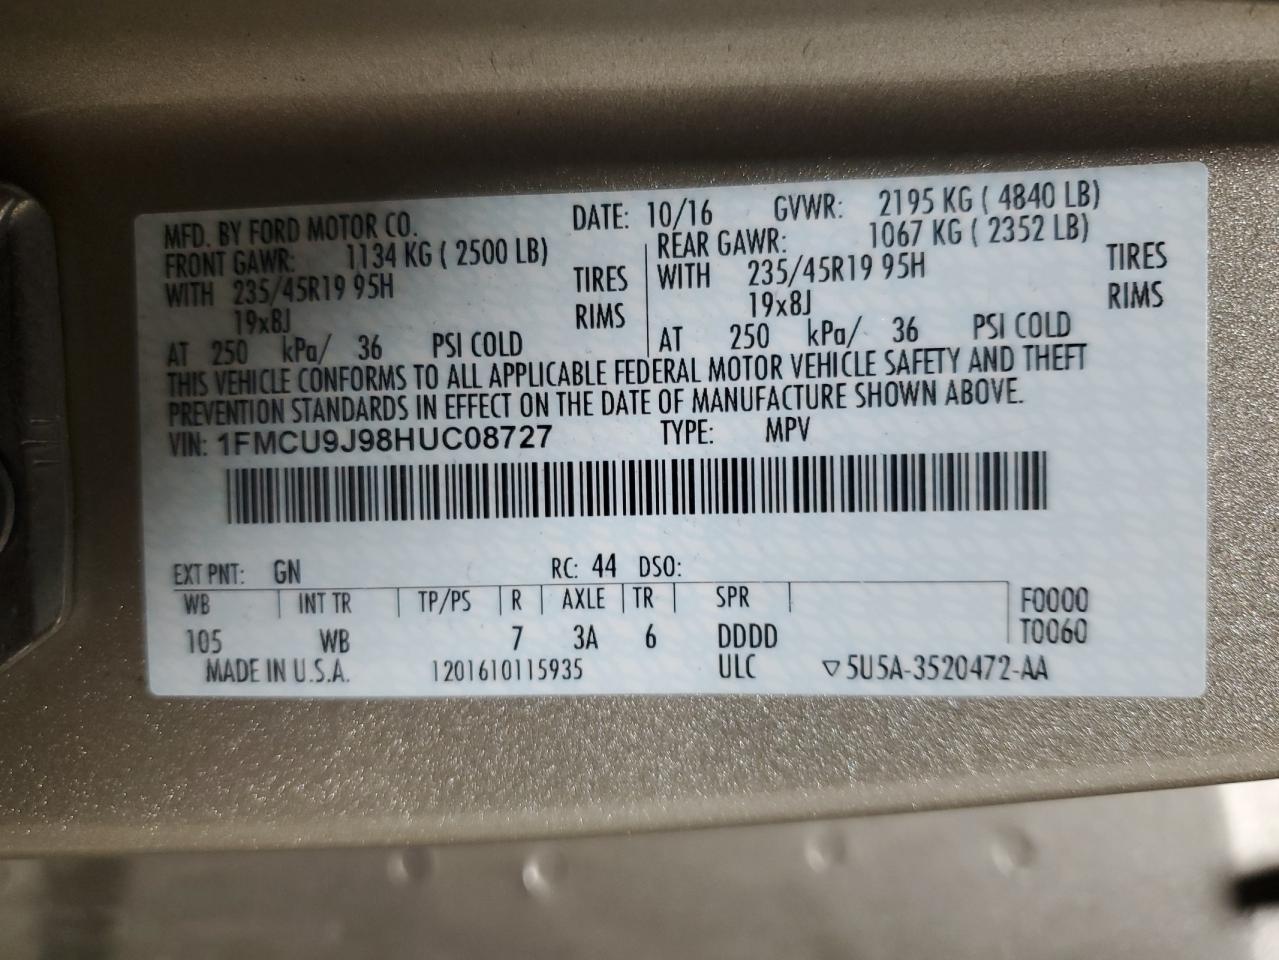 MFD. BY FORD MOTOR CO. DATE: 10/16 GVWR: 2195 KG ( 4840 LB)
FRONT GAWR: 1134 KG ( 2500 LB) REAR GAWR: 1067 KG ( 2352 LB)
WITH 235/45R19 95H TIRES WITH 235/45R19 95H TIRES
19x8J RIMS 19x8J RIMS
AT 250 kPa/ 36 PSI COLD AT 250 kPa/ 36 PSI COLD
THIS VEHICLE CONFORMS TO ALL APPLICABLE FEDERAL MOTOR VEHICLE SAFETY AND THEFT
PREVENTION STANDARDS IN EFFECT ON THE DATE OF MANUFACTURE SHOWN ABOVE.
VIN: 1FMCU9J98HUC08727 TYPE: MPV
EXT PNT: GN RC: 44 DSO:
WB INT TR TP/PS R AXLE TR SPR F0000
105 WB 7 3A 6 DDDD T0060
MADE IN U.S.A. 1201610115935 ULC ▽5U5A-3520472-AA